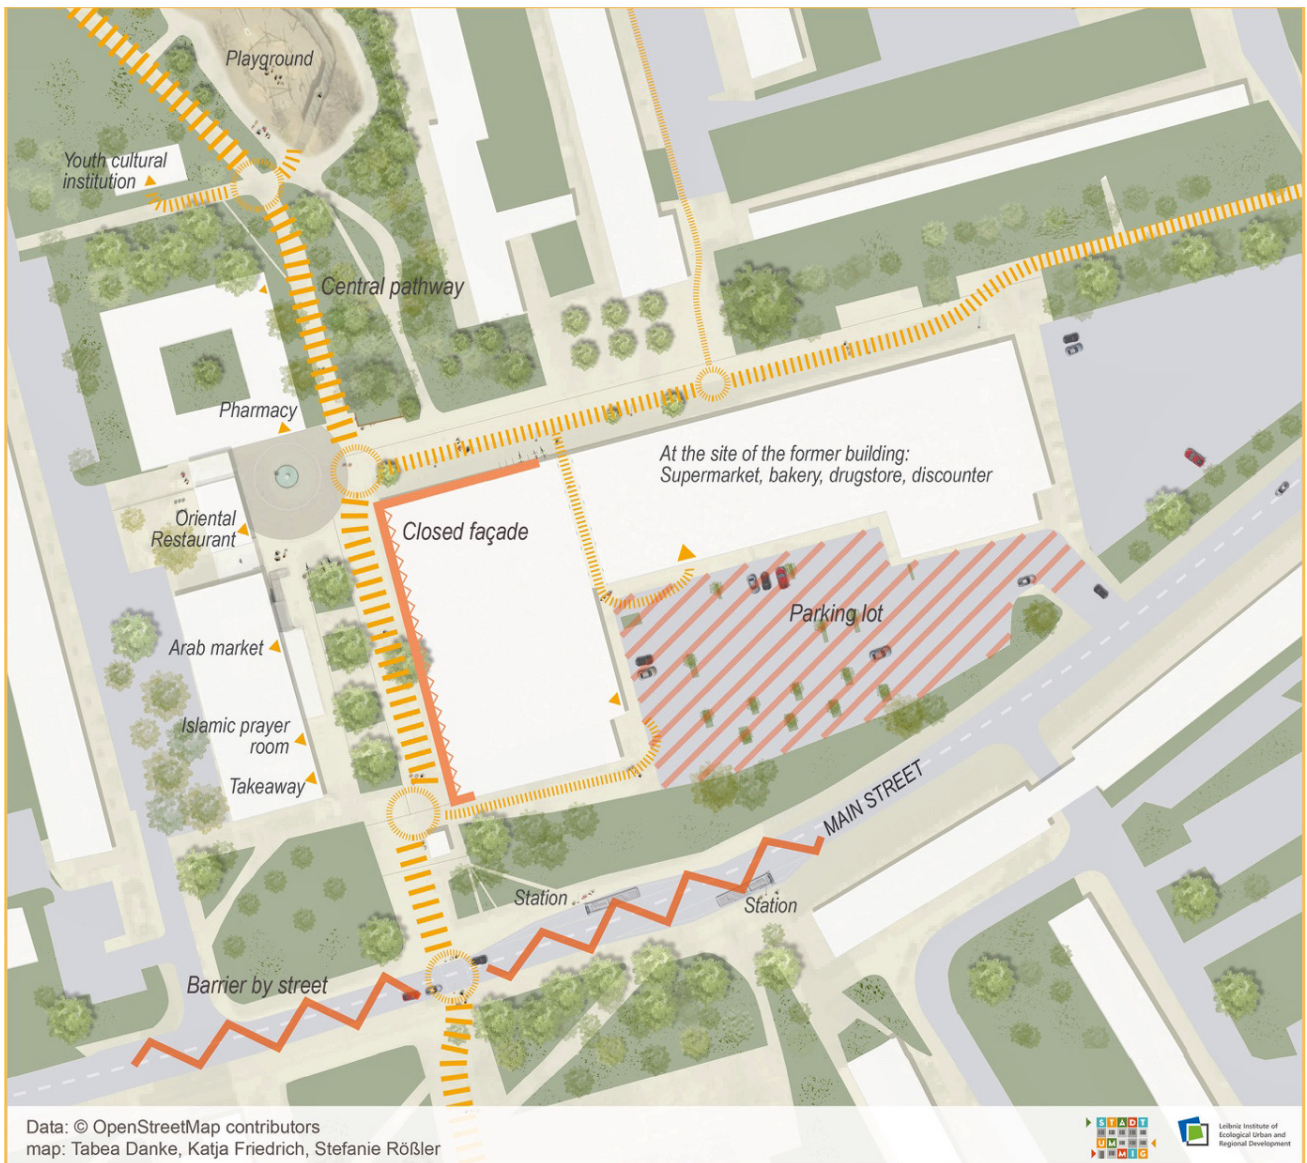 Playground
Youth cultural
institution
Central pathway
Pharmacy
At the site of the former building:
Supermarket, bakery, drugstore, discounter
Oriental
Restaurant
Closed façade
Parking lot
Arab market
Islamic prayer
room
Takeaway
MAIN STREET
Station
Station
Barrier by street
Data: © OpenStreetMap contributors
map: Tabea Danke, Katja Friedrich, Stefanie Rößler
STADT
UM
MIG
Leibniz Institute of
Ecological Urban and
Regional Development